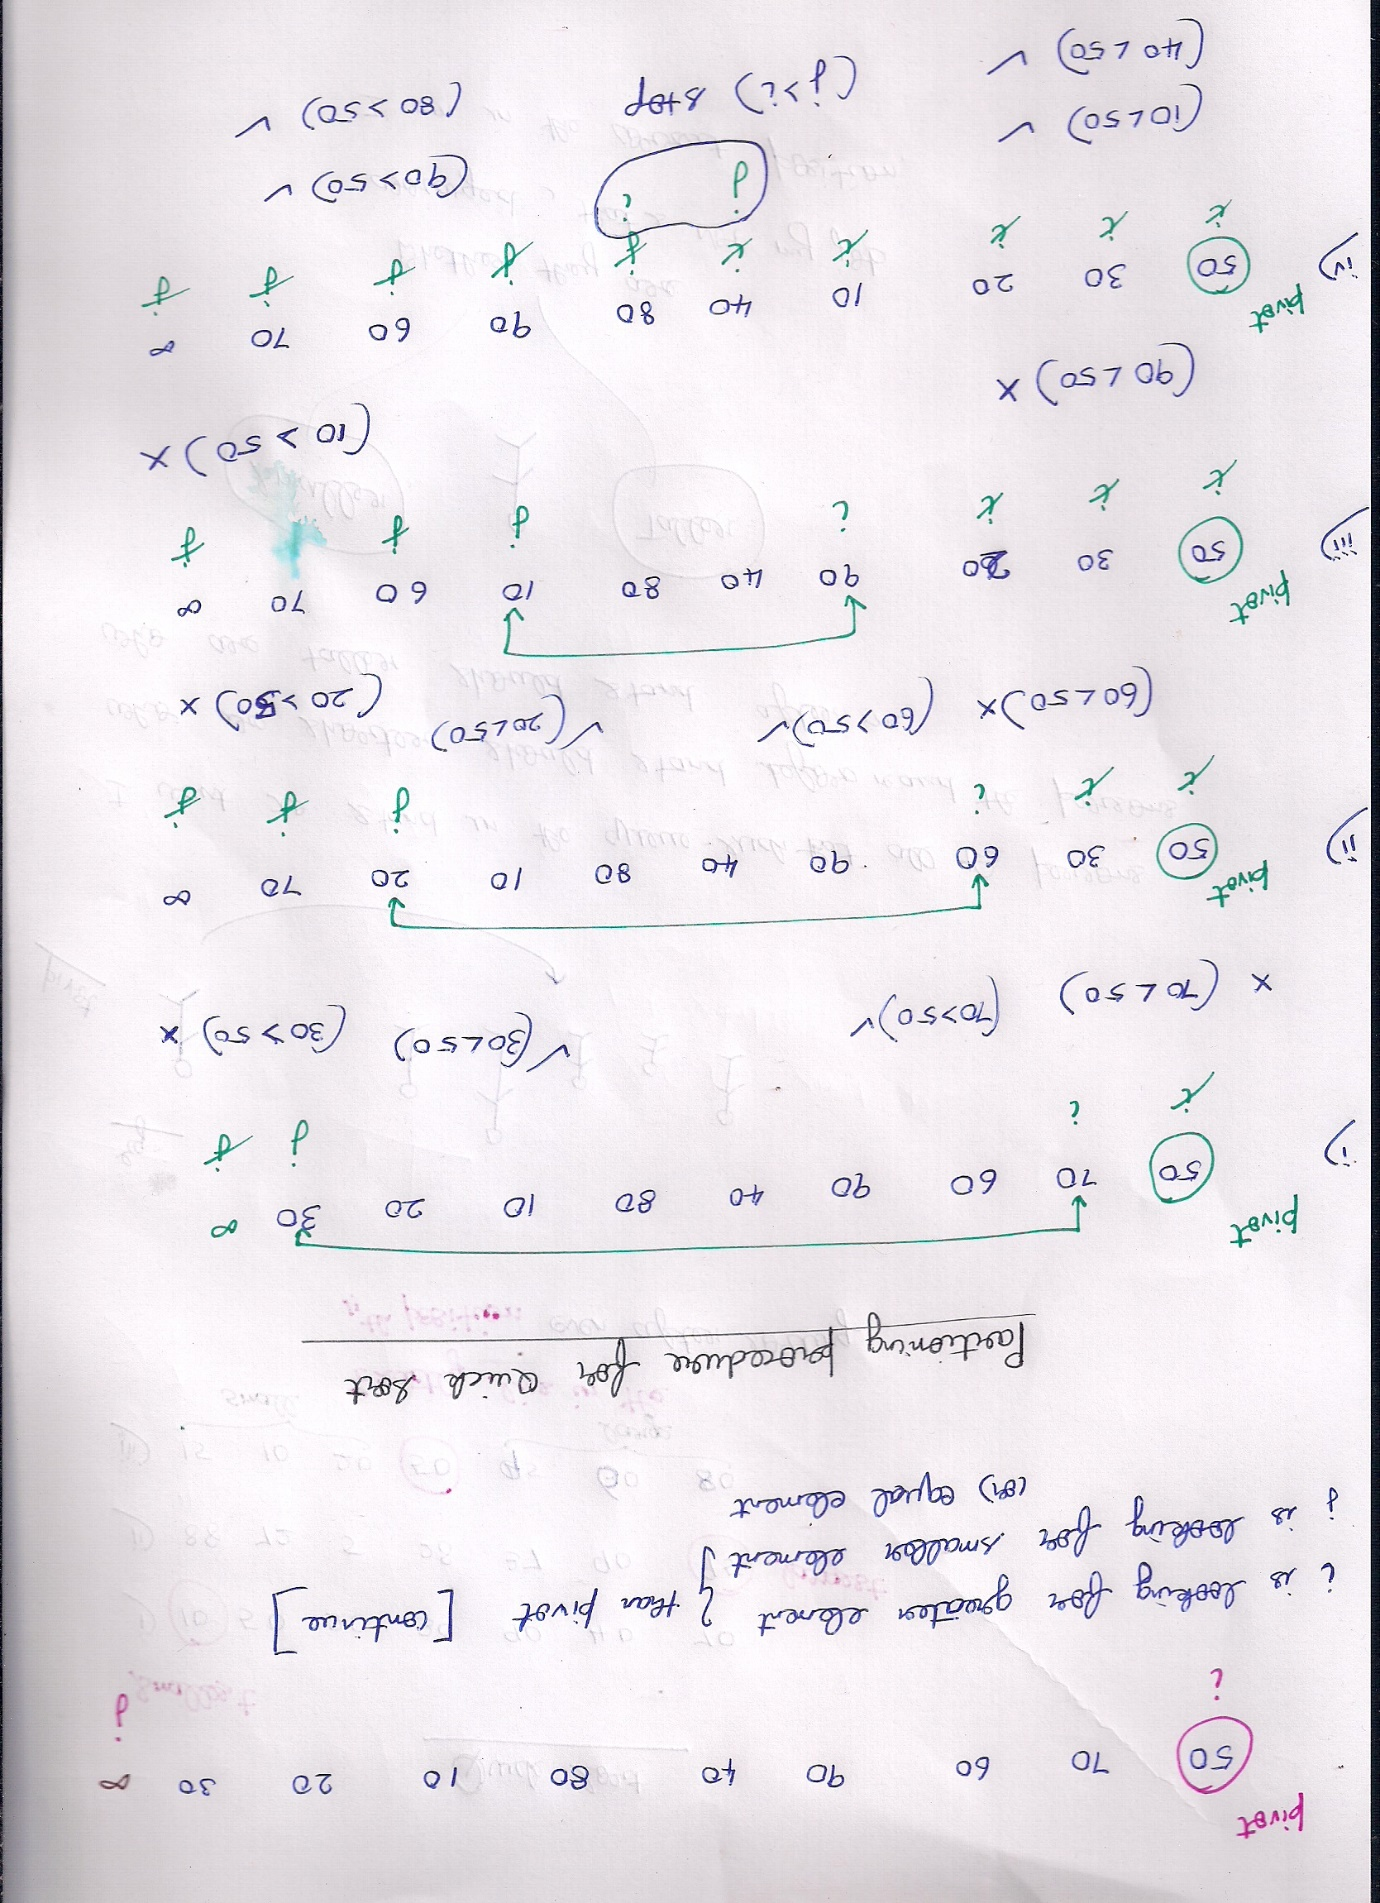 pivot
50 70 60 90 40 80 10 20 30 ∞
i j
i is looking for greater element } than pivot [continue]
j is looking for smaller element
(or) equal element
Partioning procedure for Quick sort
pivot
i) 50 70 60 90 40 80 10 20 30 ∞
i i j j
x (70<50) (70>50)✓ ✓(30<50) (30>50) x
pivot
ii) 50 30 60 90 40 80 10 20 70 ∞
i i i j j j
(60<50)x (60>50)✓ ✓(20<50) (20>50) x
pivot
iii) 50 30 20 90 40 80 10 60 70 ∞
i i i i j j j
(10>50) x
(90<50) x
pivot
iv) 50 30 20 10 40 80 90 60 70 ∞
i i i i i j j j j j
j i
(10<50) ✓ (90>50) ✓
(40<50) ✓ (j>i) stop (80>50) ✓